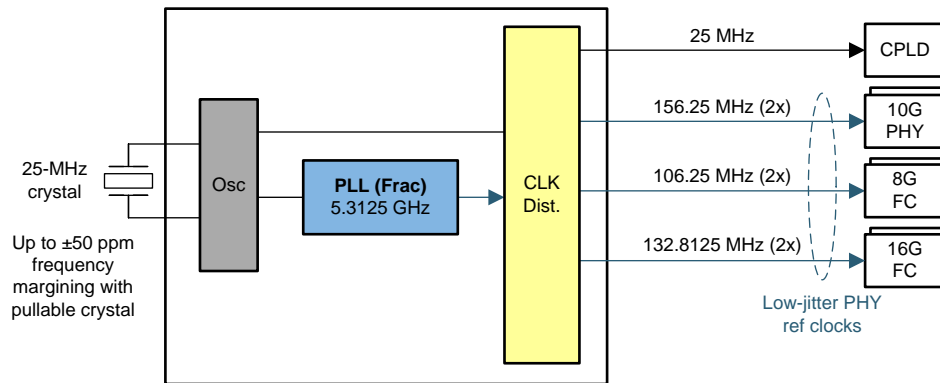 25-MHz
crystal
Up to ±50 ppm
frequency
margining with
pullable crystal
Osc
PLL (Frac)
5.3125 GHz
CLK
Dist.
25 MHz
156.25 MHz (2x)
106.25 MHz (2x)
132.8125 MHz (2x)
CPLD
10G
PHY
8G
FC
16G
FC
Low-jitter PHY
ref clocks